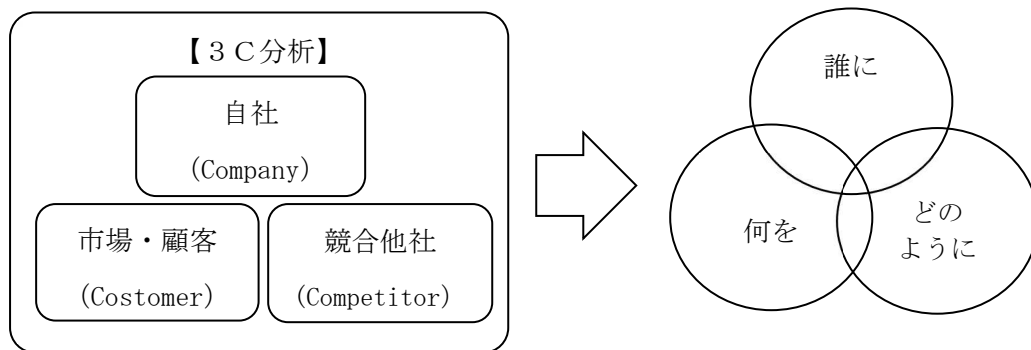 【３Ｃ分析】
自社
(Company)
市場・顧客
(Costomer)
競合他社
(Competitor)
誰に
何を
どの
ように